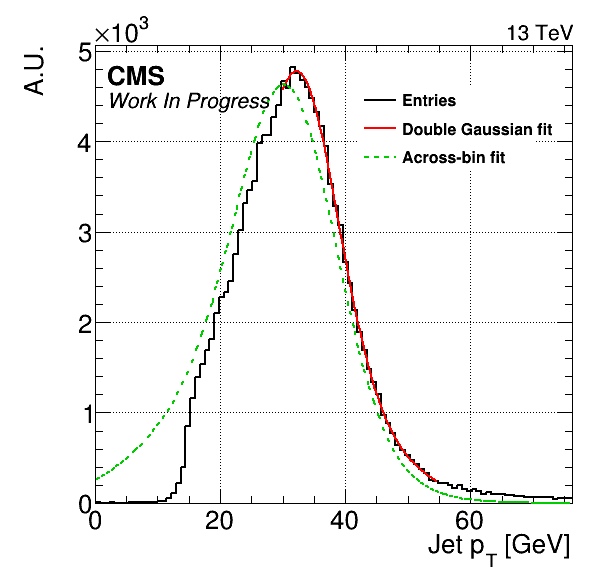 ×10³
13 TeV
A.U.
CMS
Work In Progress
Entries
Double Gaussian fit
Across-bin fit
5
4
3
2
1
0
0 20 40 60
Jet p_T [GeV]